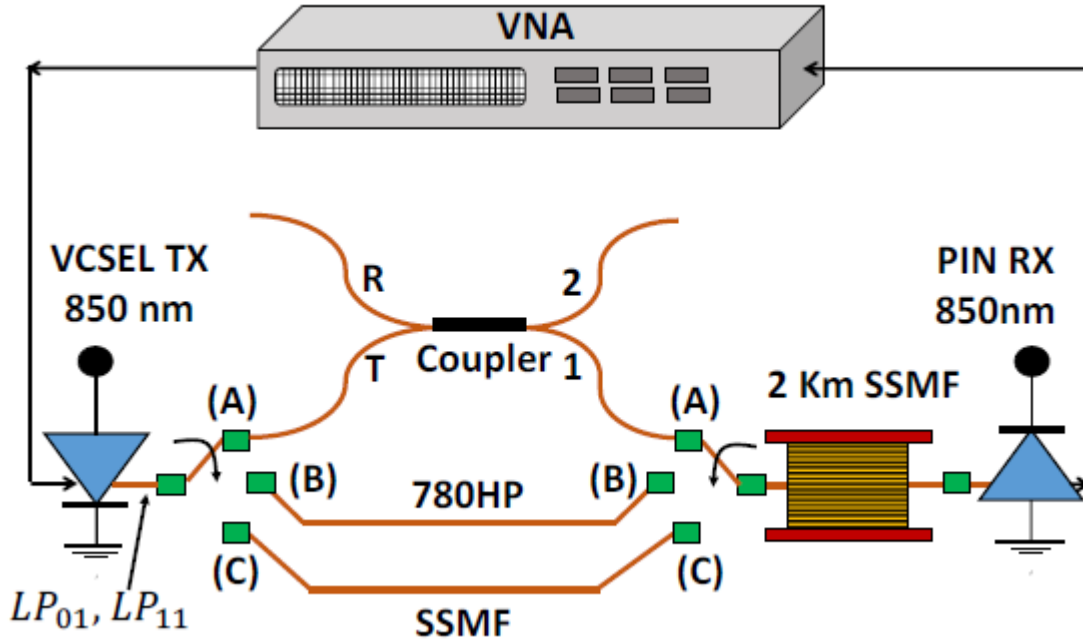 VNA
VCSEL TX
850 nm
PIN RX
850nm
R
2
T
Coupler
1
(A)
(A)
2 Km SSMF
(B)
780HP
(B)
(C)
(C)
LP₀₁, LP₁₁
SSMF